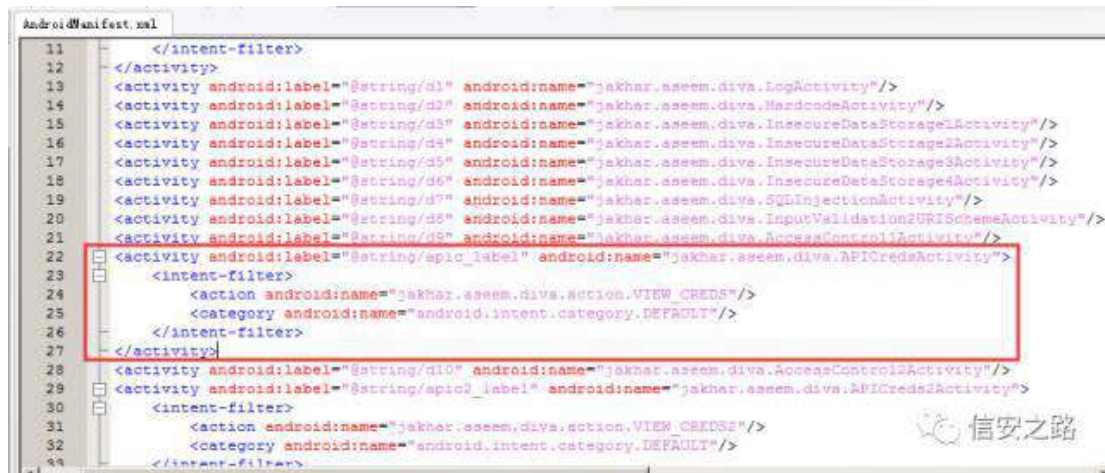 AndroidManifest.xml
11 </intent-filter>
12 </activity>
13 <activity android:label="@string/d1" android:name="jakhar.aseem.diva.LogActivity"/>
14 <activity android:label="@string/d2" android:name="jakhar.aseem.diva.HardcodeActivity"/>
15 <activity android:label="@string/d3" android:name="jakhar.aseem.diva.InsecureDataStorage1Activity"/>
16 <activity android:label="@string/d4" android:name="jakhar.aseem.diva.InsecureDataStorage2Activity"/>
17 <activity android:label="@string/d5" android:name="jakhar.aseem.diva.InsecureDataStorage3Activity"/>
18 <activity android:label="@string/d6" android:name="jakhar.aseem.diva.InsecureDataStorage4Activity"/>
19 <activity android:label="@string/d7" android:name="jakhar.aseem.diva.SQLInjectionActivity"/>
20 <activity android:label="@string/d8" android:name="jakhar.aseem.diva.InputValidation2URISchemeActivity"/>
21 <activity android:label="@string/d9" android:name="jakhar.aseem.diva.AccessControl1Activity"/>
22 <activity android:label="@string/apic_label" android:name="jakhar.aseem.diva.APICredsActivity">
23 <intent-filter>
24 <action android:name="jakhar.aseem.diva.action.VIEW_CREDS"/>
25 <category android:name="android.intent.category.DEFAULT"/>
26 </intent-filter>
27 </activity>
28 <activity android:label="@string/d10" android:name="jakhar.aseem.diva.AccessControl2Activity"/>
29 <activity android:label="@string/apic2_label" android:name="jakhar.aseem.diva.APICreds2Activity">
30 <intent-filter>
31 <action android:name="jakhar.aseem.diva.action.VIEW_CREDS2"/>
32 <category android:name="android.intent.category.DEFAULT"/>
33 </intent-filter>
信安之路